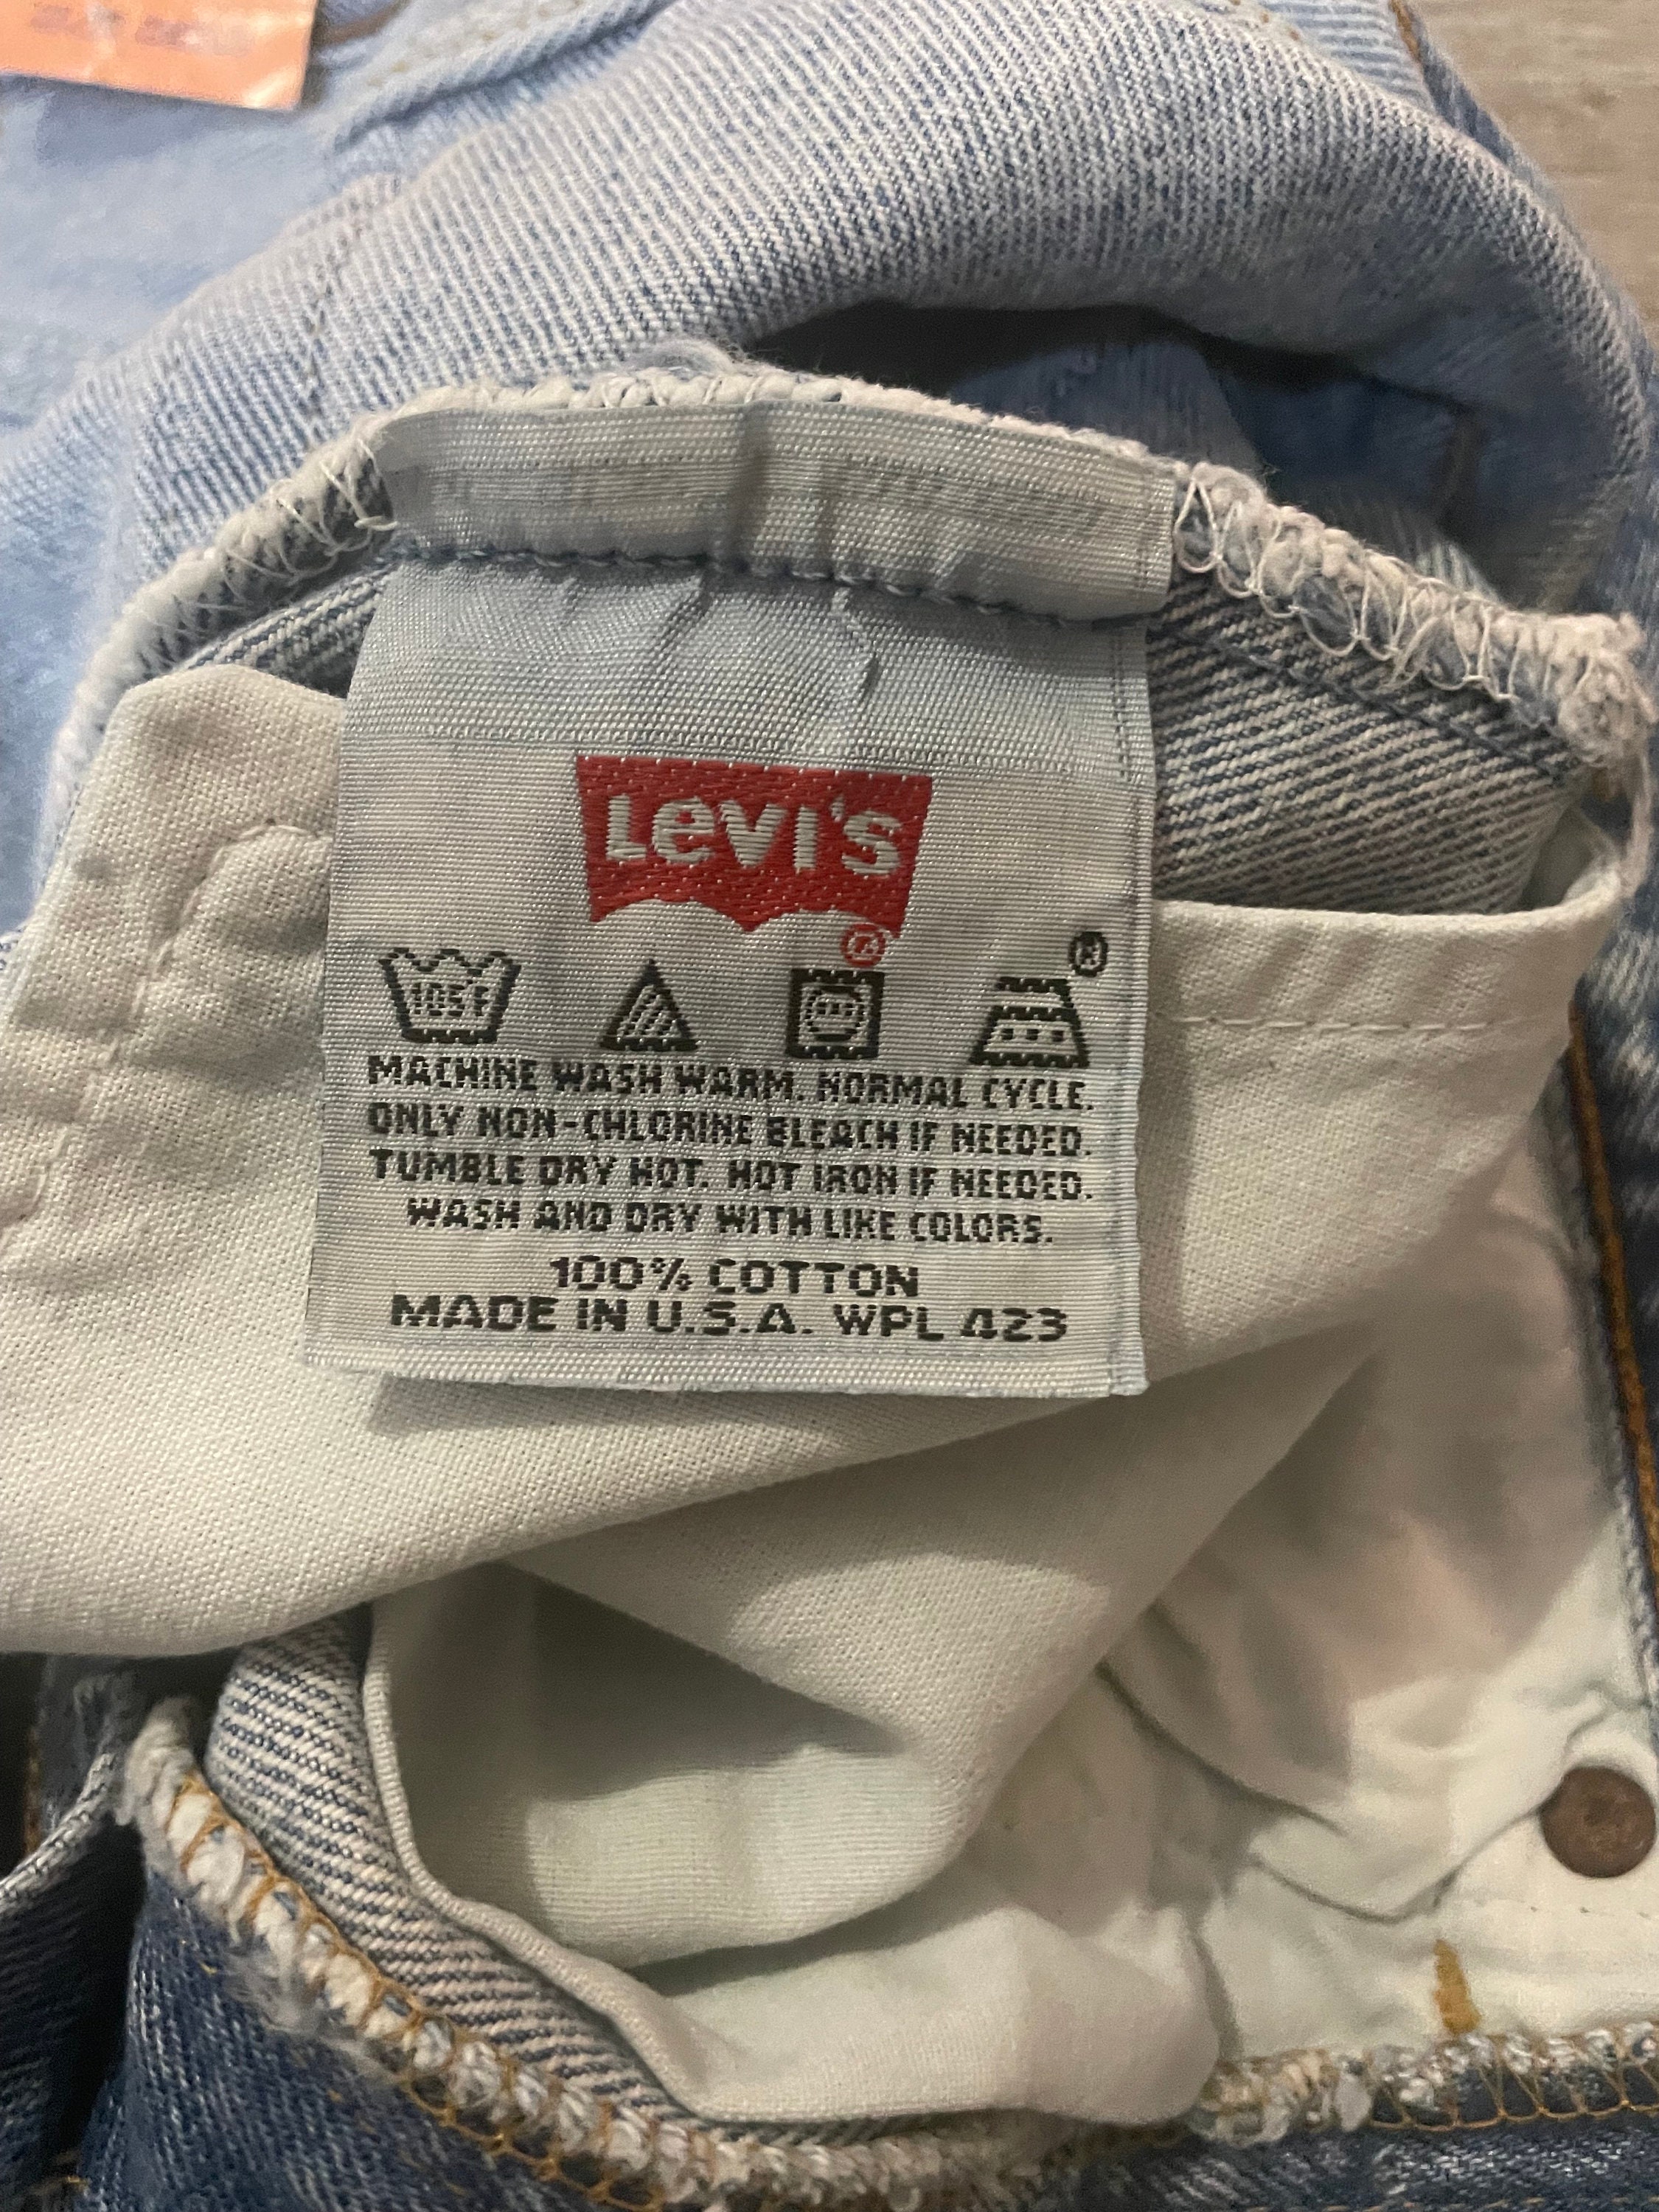 Levi's
®
®
105F
MACHINE WASH WARM. NORMAL CYCLE.
ONLY NON-CHLORINE BLEACH IF NEEDED.
TUMBLE DRY HOT. HOT IRON IF NEEDED.
WASH AND DRY WITH LIKE COLORS.
100% COTTON
MADE IN U.S.A. WPL 423